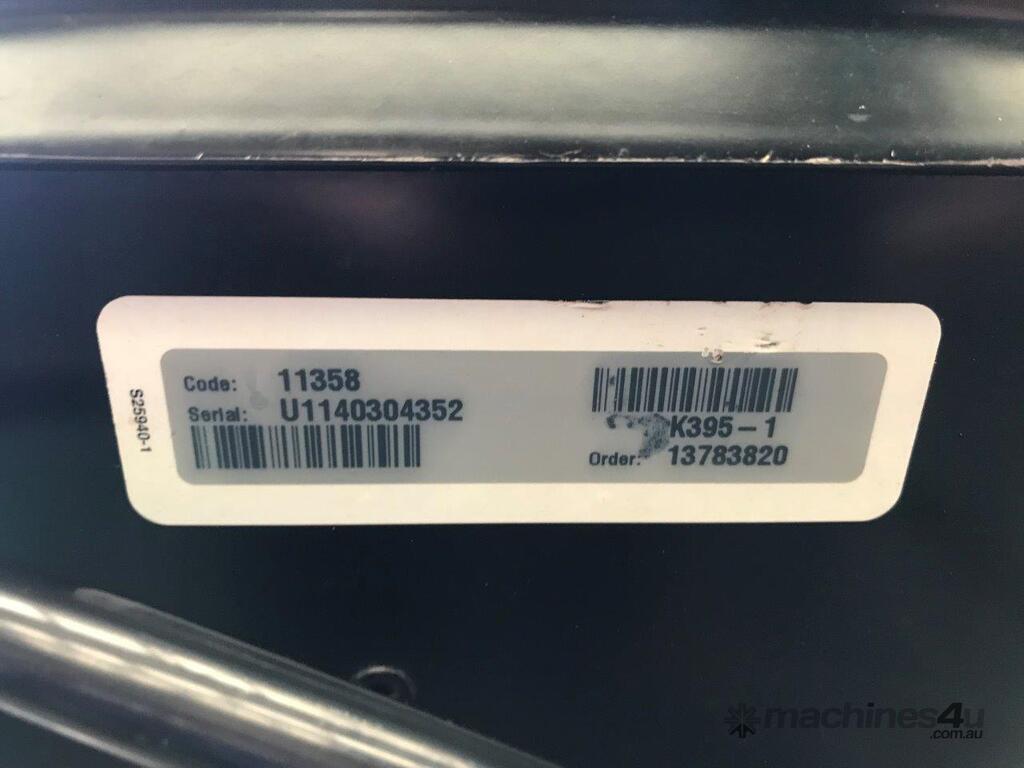 S25940-1
Code: 11358
Serial: U1140304352
K395-1
Order: 13783820
machines4u
.com.au